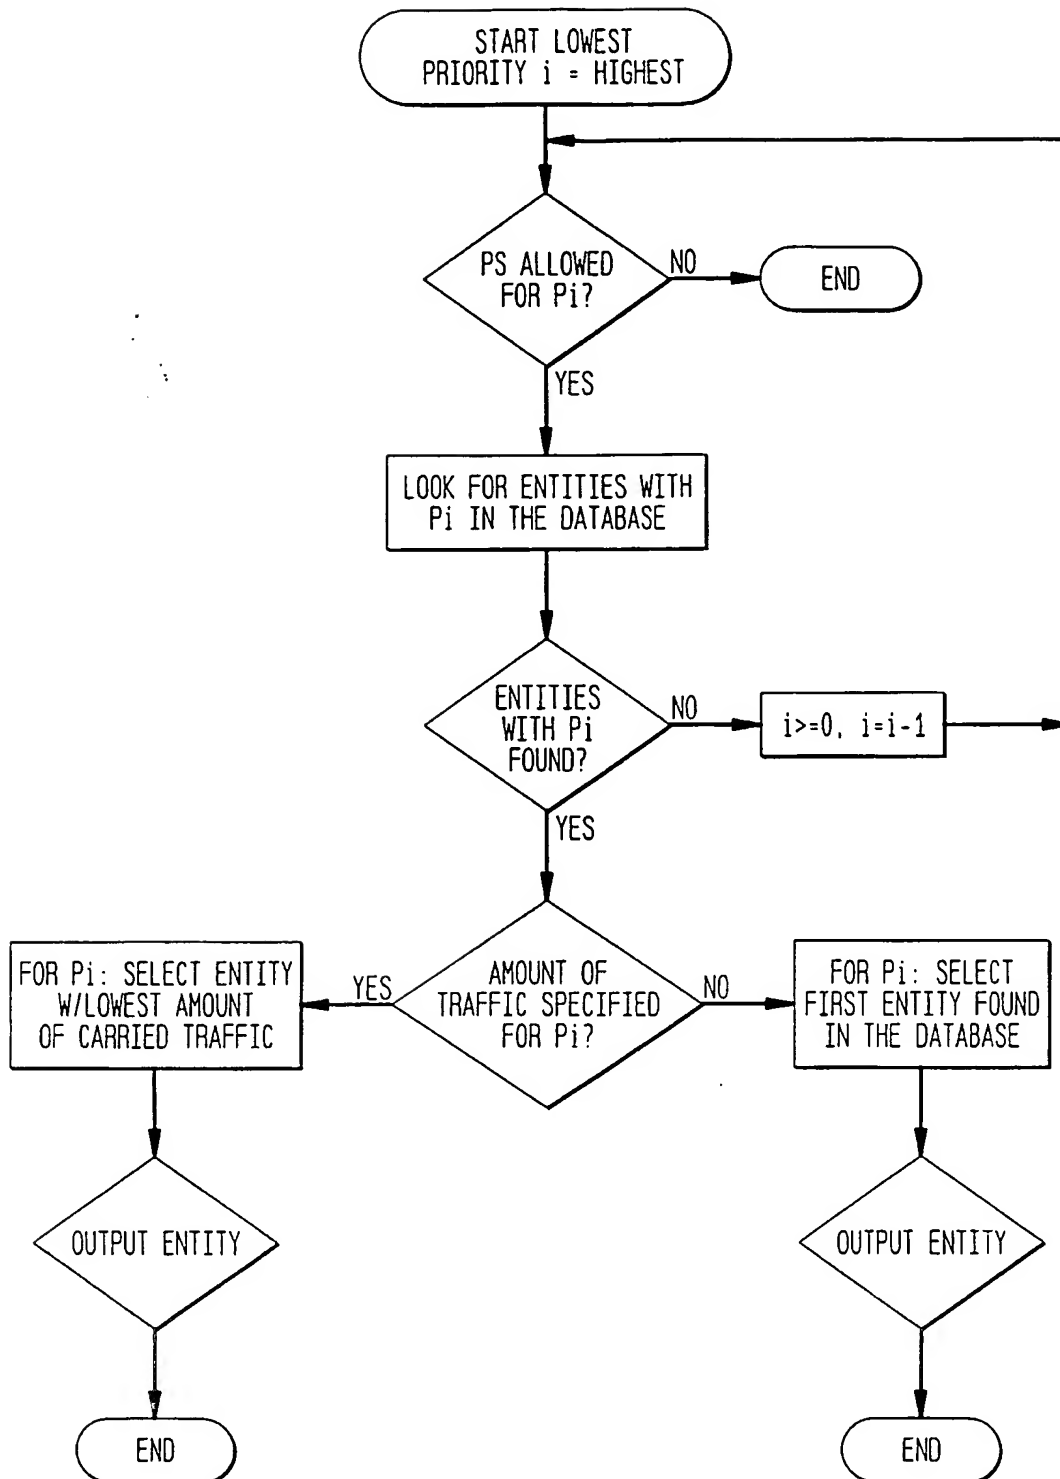 START LOWEST
PRIORITY i = HIGHEST
PS ALLOWED
FOR Pi?
NO
END
YES
LOOK FOR ENTITIES WITH
Pi IN THE DATABASE
ENTITIES
WITH Pi
FOUND?
NO
i>=0, i=i-1
YES
AMOUNT OF
TRAFFIC SPECIFIED
FOR Pi?
YES
NO
FOR Pi: SELECT ENTITY
W/LOWEST AMOUNT
OF CARRIED TRAFFIC
FOR Pi: SELECT
FIRST ENTITY FOUND
IN THE DATABASE
OUTPUT ENTITY
OUTPUT ENTITY
END
END